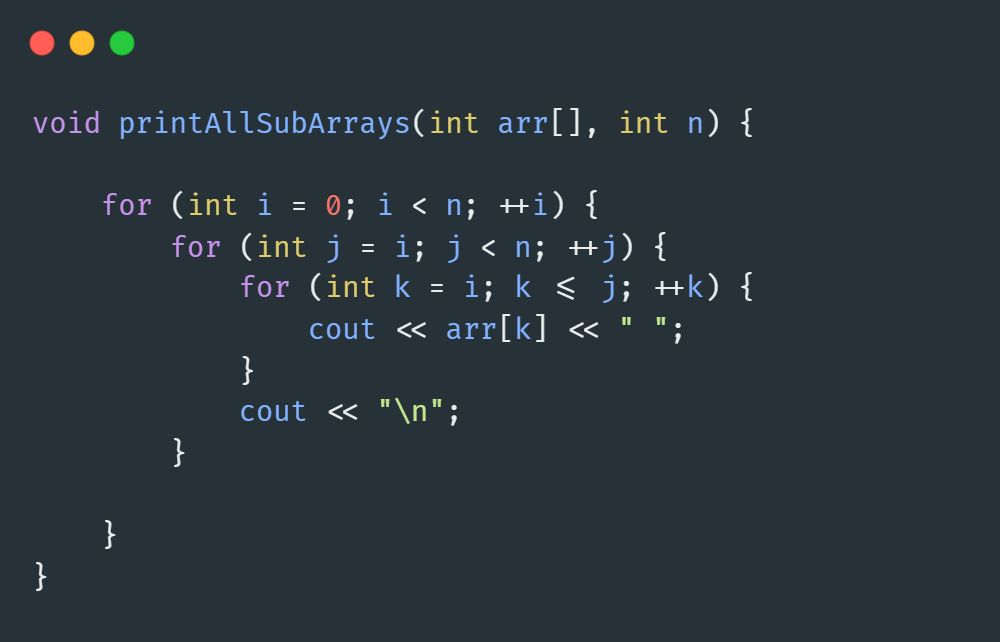 void printAllSubArrays(int arr[], int n) {
    for (int i = 0; i < n; ++i) {
        for (int j = i; j < n; ++j) {
            for (int k = i; k <= j; ++k) {
                cout << arr[k] << " ";
            }
            cout << "\n";
        }
    }
}